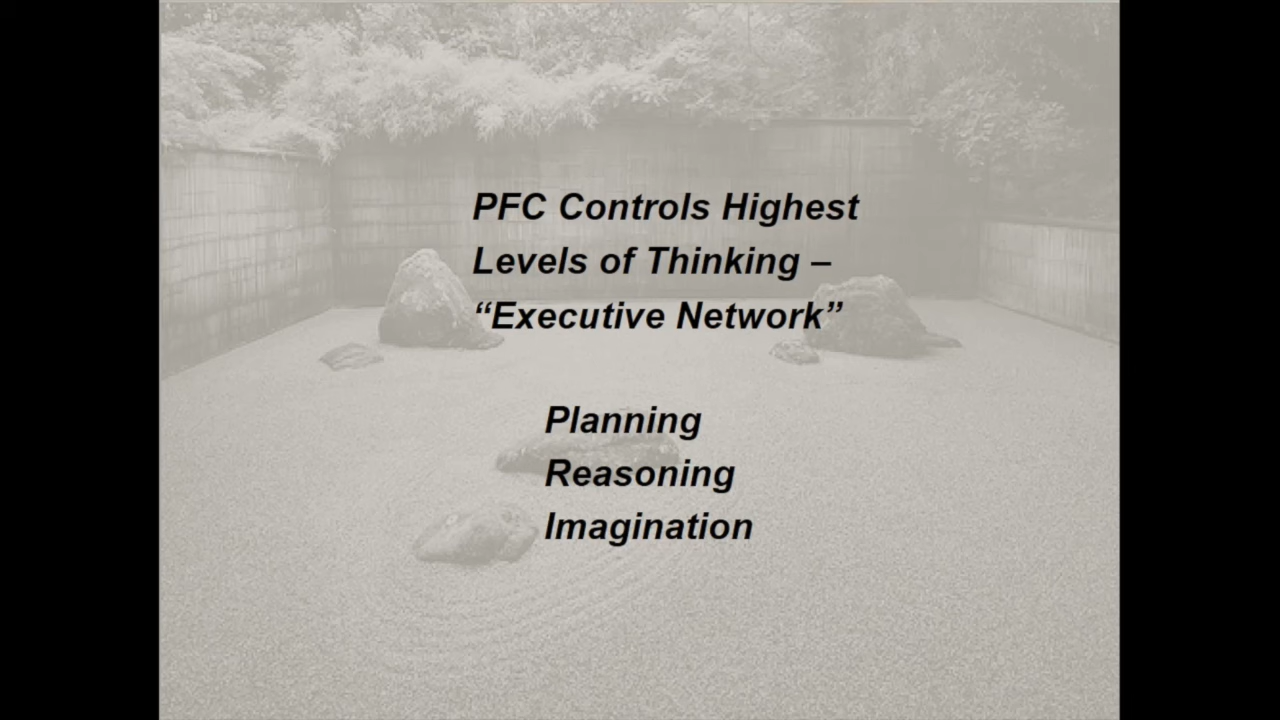 PFC Controls Highest
Levels of Thinking –
“Executive Network”
Planning
Reasoning
Imagination